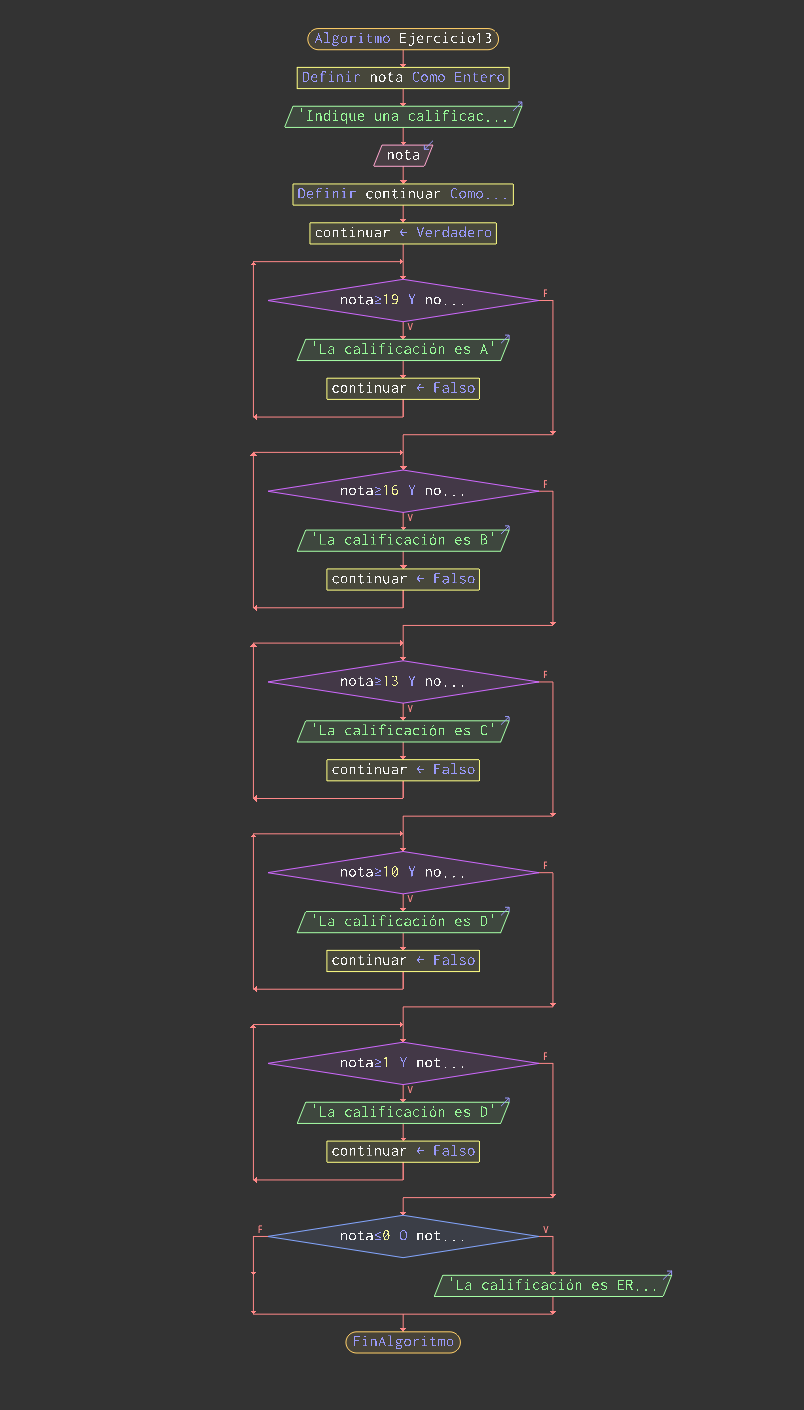 Algoritmo Ejercicio13
Definir nota Como Entero
'Indique una calificac...
nota
Definir continuar Como...
continuar ← Verdadero
nota≥19 Y no...
F
V
'La calificación es A'
continuar ← Falso
nota≥16 Y no...
F
V
'La calificación es B'
continuar ← Falso
nota≥13 Y no...
F
V
'La calificación es C'
continuar ← Falso
nota≥10 Y no...
F
V
'La calificación es D'
continuar ← Falso
nota≥1 Y not...
F
V
'La calificación es D'
continuar ← Falso
F
nota≤0 O not...
V
'La calificación es ER...
FinAlgoritmo